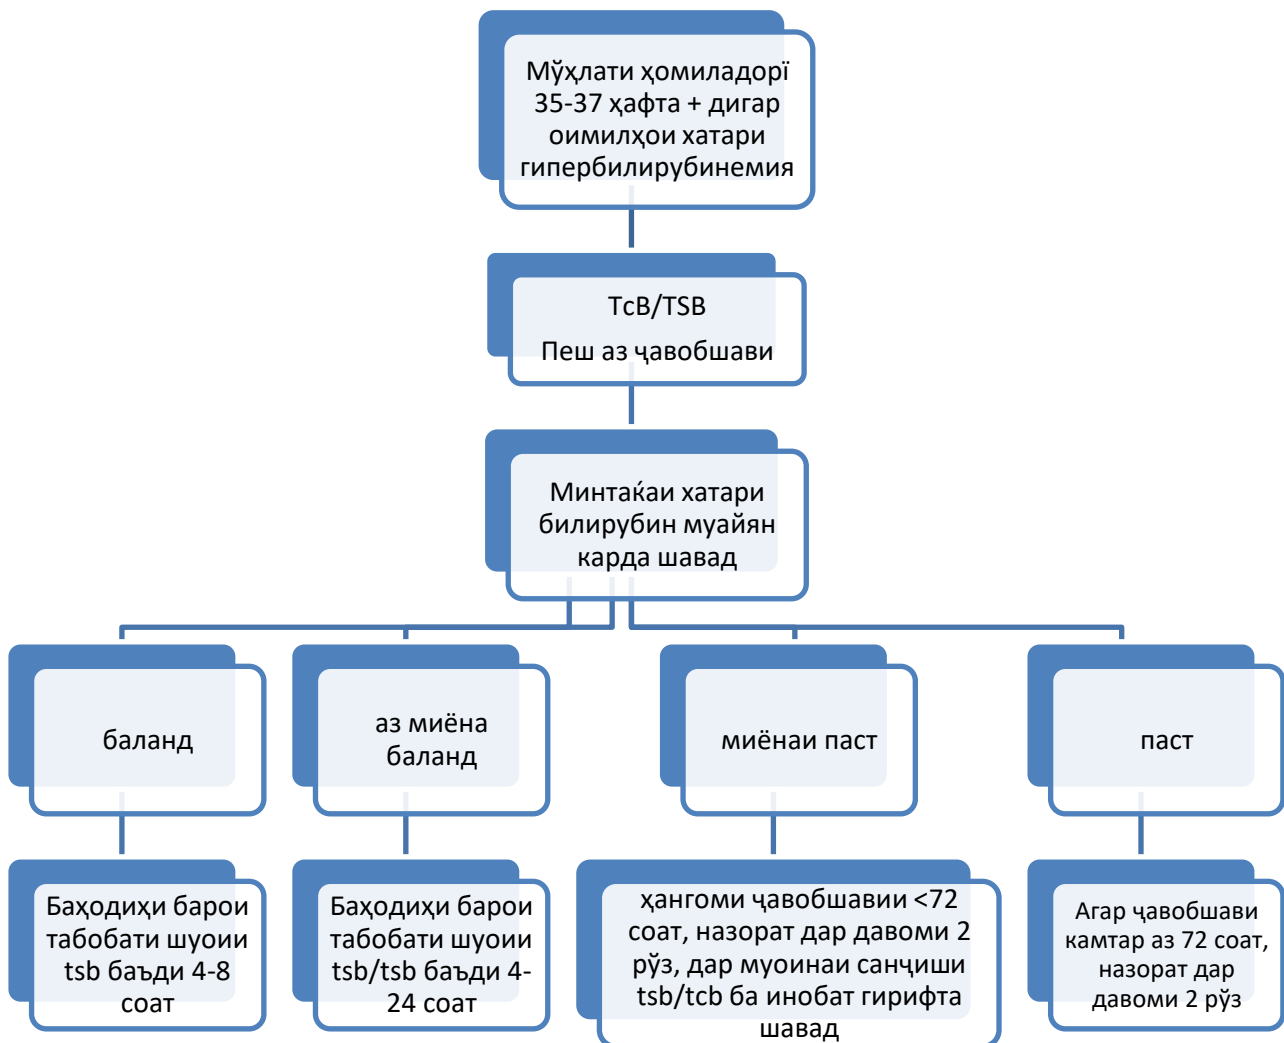 Мўҳлати ҳомиладорї
35-37 ҳафта + дигар
оимилҳои хатари
гипербилирубинемия
TcB/TSB
Пеш аз ҷавобшави
Минтаќаи хатари
билирубин муайян
карда шавад
баланд
аз миёна
баланд
миёнаи паст
паст
Баҳодиҳи барои
табобати шуоии
tsb баъди 4-8
соат
Баҳодиҳи барои
табобати шуоии
tsb/tsb баъди 4-
24 соат
ҳангоми ҷавобшавии <72
соат, назорат дар давоми 2
рўз, дар муоинаи санҷиши
tsb/tcb ба инобат гирифта
шавад
Агар ҷавобшави
камтар аз 72 соат,
назорат дар
давоми 2 рўз